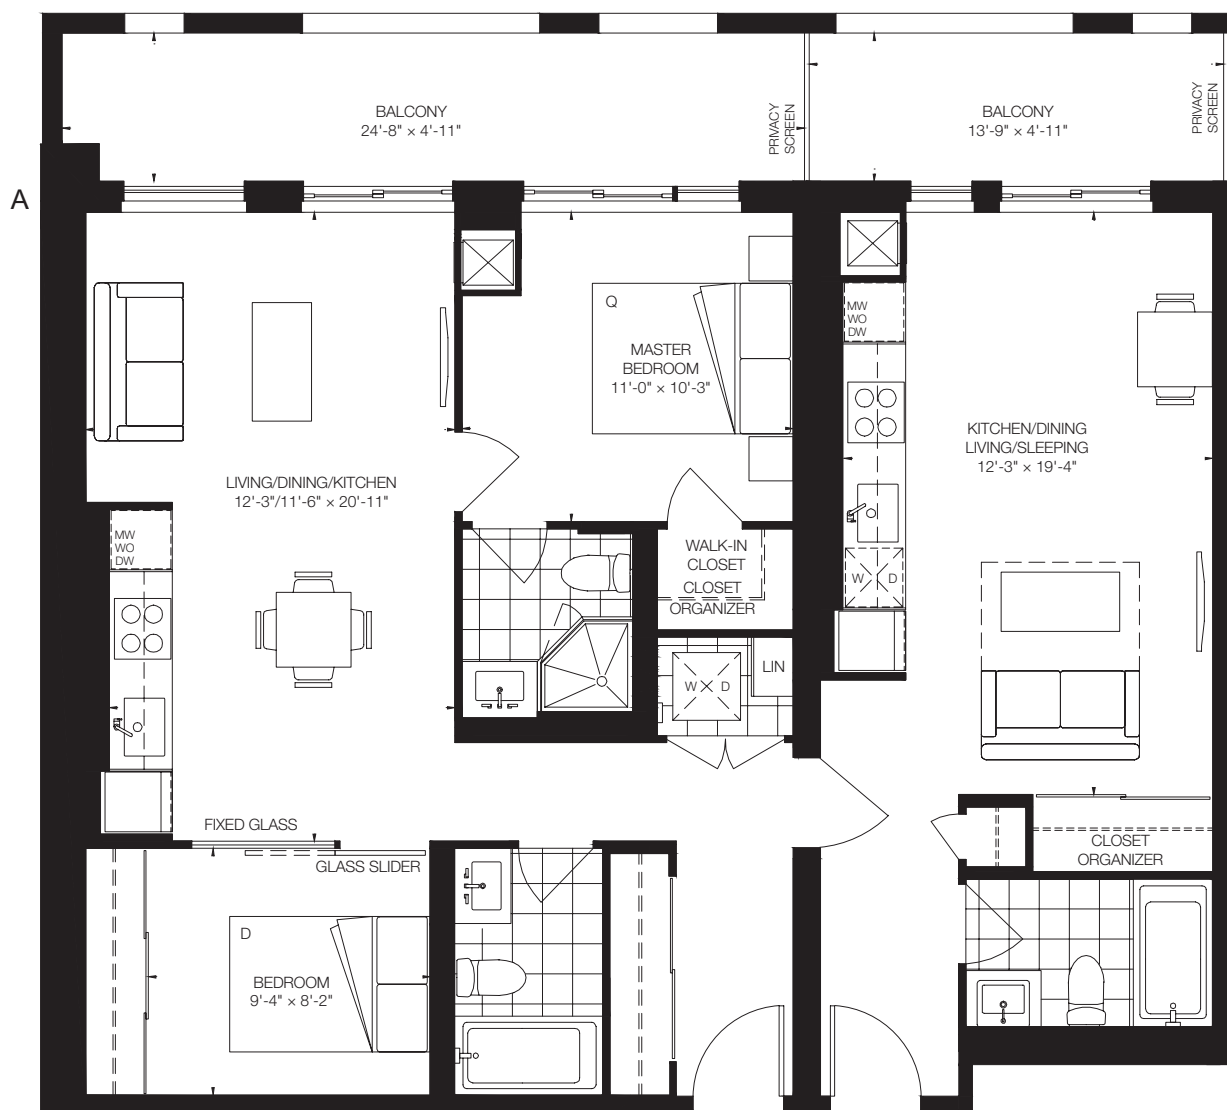 BALCONY
24'-8" × 4'-11"
PRIVACY
SCREEN
BALCONY
13'-9" × 4'-11"
PRIVACY
SCREEN
A
Q
MASTER
BEDROOM
11'-0" × 10'-3"
MW
WO
DW
KITCHEN/DINING
LIVING/SLEEPING
12'-3" × 19'-4"
LIVING/DINING/KITCHEN
12'-3"/11'-6" × 20'-11"
MW
WO
DW
WALK-IN
CLOSET
CLOSET
ORGANIZER
W D
LIN
W D
FIXED GLASS
GLASS SLIDER
CLOSET
ORGANIZER
D
BEDROOM
9'-4" × 8'-2"